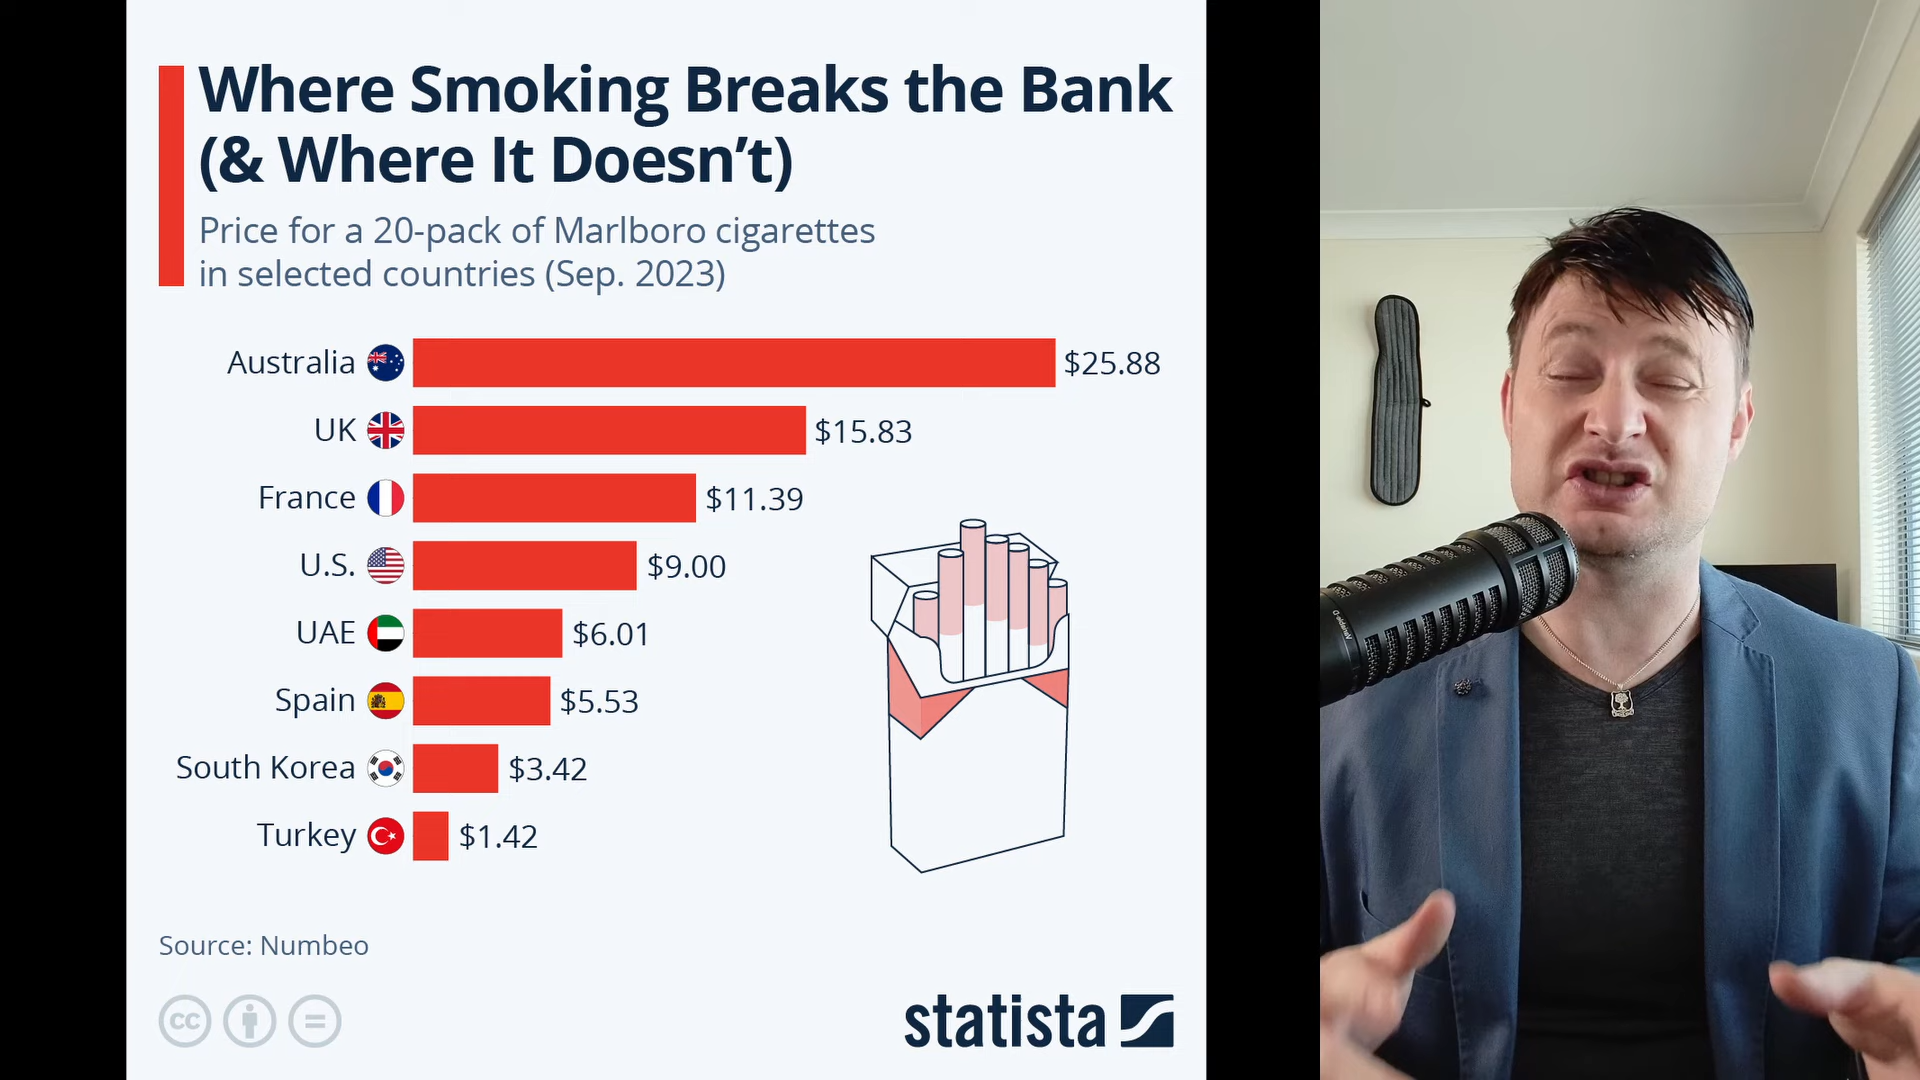 Where Smoking Breaks the Bank
(& Where It Doesn’t)
Price for a 20-pack of Marlboro cigarettes
in selected countries (Sep. 2023)
Australia $25.88
UK $15.83
France $11.39
U.S. $9.00
UAE $6.01
Spain $5.53
South Korea $3.42
Turkey $1.42
Source: Numbeo
cc
statista